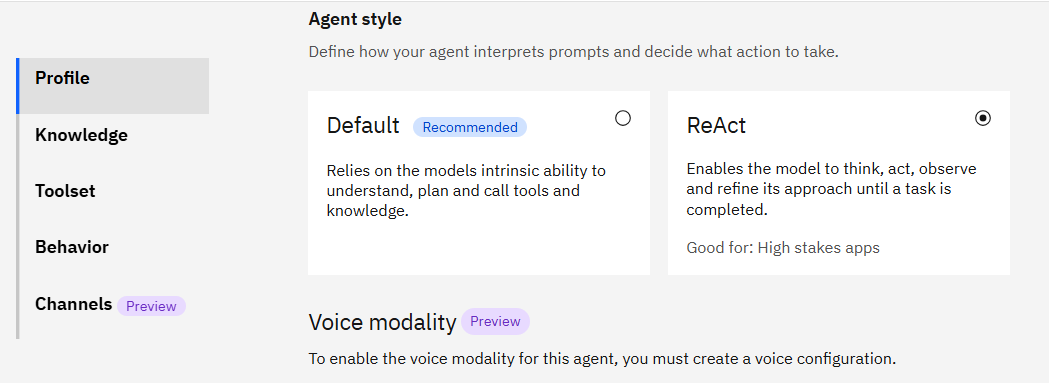 Agent style
Define how your agent interprets prompts and decide what action to take.
Profile
Knowledge
Toolset
Behavior
Channels Preview
Default Recommended
Relies on the models intrinsic ability to
understand, plan and call tools and
knowledge.
ReAct
Enables the model to think, act, observe
and refine its approach until a task is
completed.
Good for: High stakes apps
Voice modality Preview
To enable the voice modality for this agent, you must create a voice configuration.